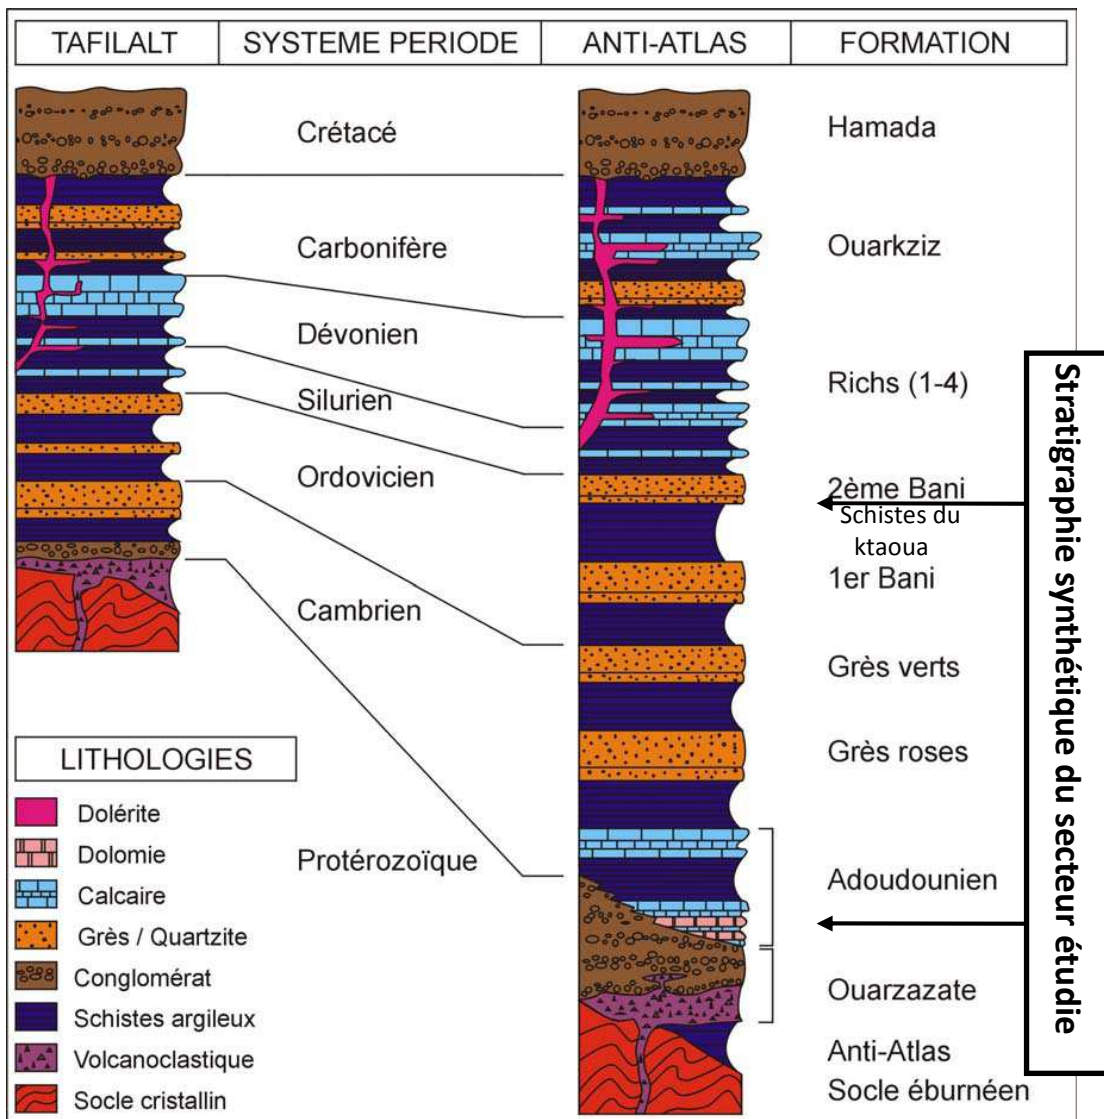 TAFILALT
SYSTEME PERIODE
ANTI-ATLAS
FORMATION
Crétacé
Hamada
Carbonifère
Ouarkziz
Dévonien
Richs (1-4)
Silurien
Ordovicien
2ème Bani
Schistes du
ktaoua
1er Bani
Cambrien
Grès verts
Grès roses
Protérozoïque
Adoudounien
Ouarzazate
Anti-Atlas
Socle éburnéen
LITHOLOGIES
Dolérite
Dolomie
Calcaire
Grès / Quartzite
Conglomérat
Schistes argileux
Volcanoclastique
Socle cristallin
Stratigraphie synthétique du secteur étudie